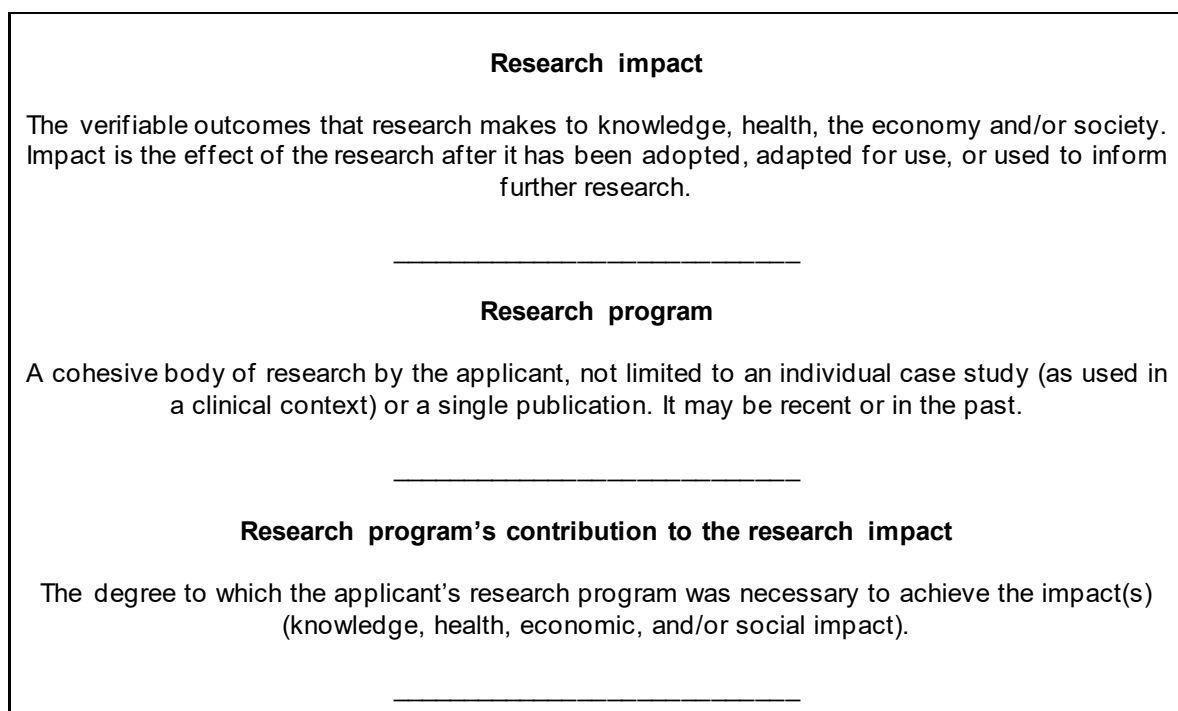 Research impact
The verifiable outcomes that research makes to knowledge, health, the economy and/or society.
Impact is the effect of the research after it has been adopted, adapted for use, or used to inform
further research.
____________________________
Research program
A cohesive body of research by the applicant, not limited to an individual case study (as used in
a clinical context) or a single publication. It may be recent or in the past.
____________________________
Research program's contribution to the research impact
The degree to which the applicant's research program was necessary to achieve the impact(s)
(knowledge, health, economic, and/or social impact).
____________________________